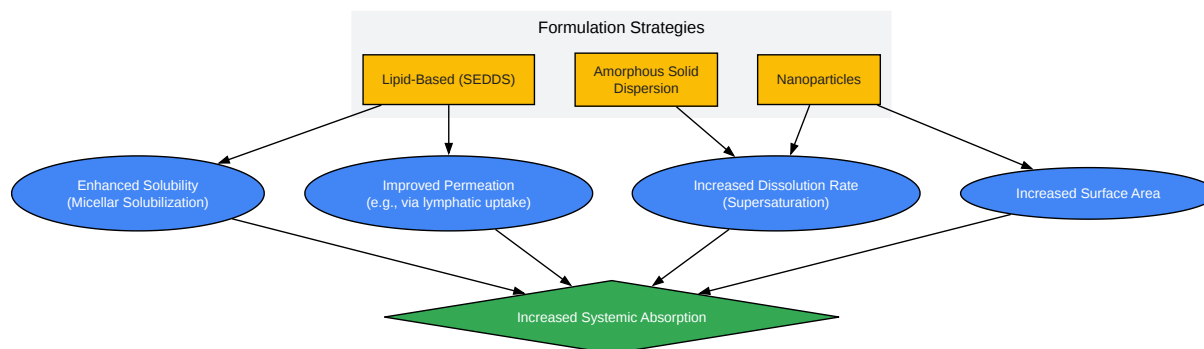 Formulation Strategies
Lipid-Based (SEDDS)
Amorphous Solid
Dispersion
Nanoparticles
Enhanced Solubility
(Micellar Solubilization)
Improved Permeation
(e.g., via lymphatic uptake)
Increased Dissolution Rate
(Supersaturation)
Increased Surface Area
Increased Systemic Absorption